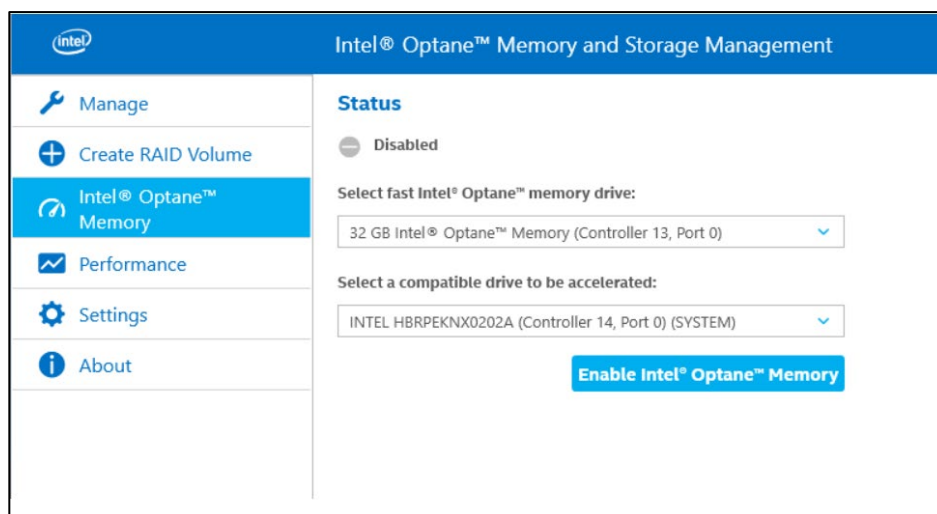 intel
Intel® Optane™ Memory and Storage Management
Manage
Create RAID Volume
Intel® Optane™
Memory
Performance
Settings
About
Status
Disabled
Select fast Intel® Optane™ memory drive:
32 GB Intel® Optane™ Memory (Controller 13, Port 0)
Select a compatible drive to be accelerated:
INTEL HBRPEKNX0202A (Controller 14, Port 0) (SYSTEM)
Enable Intel® Optane™ Memory